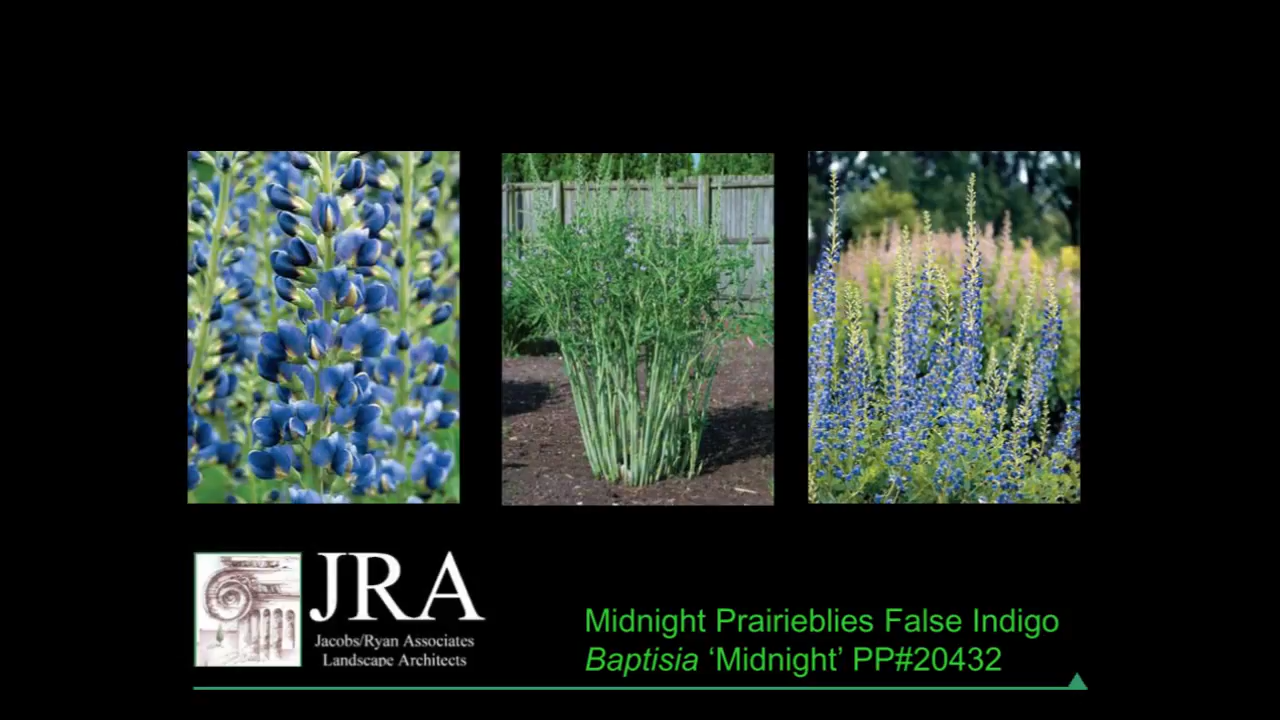 JRA
Jacobs/Ryan Associates
Landscape Architects
Midnight Prairieblies False Indigo
Baptisia ‘Midnight’ PP#20432